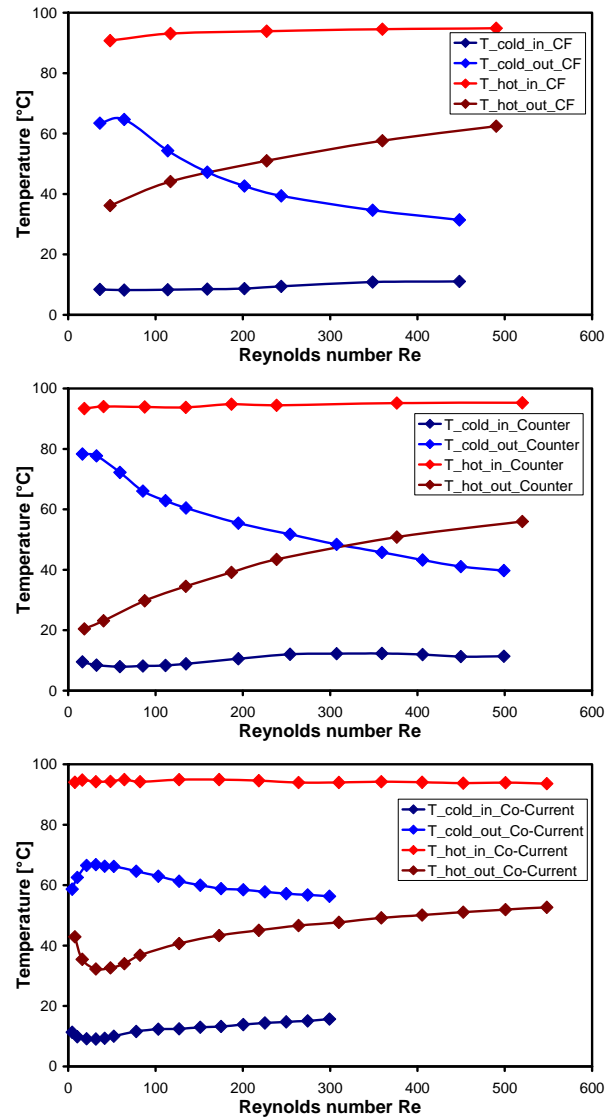 100
80
60
40
20
0
Temperature [°C]
T_cold_in_CF
T_cold_out_CF
T_hot_in_CF
T_hot_out_CF
0 100 200 300 400 500 600
Reynolds number Re
100
80
60
40
20
0
Temperature [°C]
T_cold_in_Counter
T_cold_out_Counter
T_hot_in_Counter
T_hot_out_Counter
0 100 200 300 400 500 600
Reynolds number Re
100
80
60
40
20
0
Temperature [°C]
T_cold_in_Co-Current
T_cold_out_Co-Current
T_hot_in_Co-Current
T_hot_out_Co-Current
0 100 200 300 400 500 600
Reynolds number Re